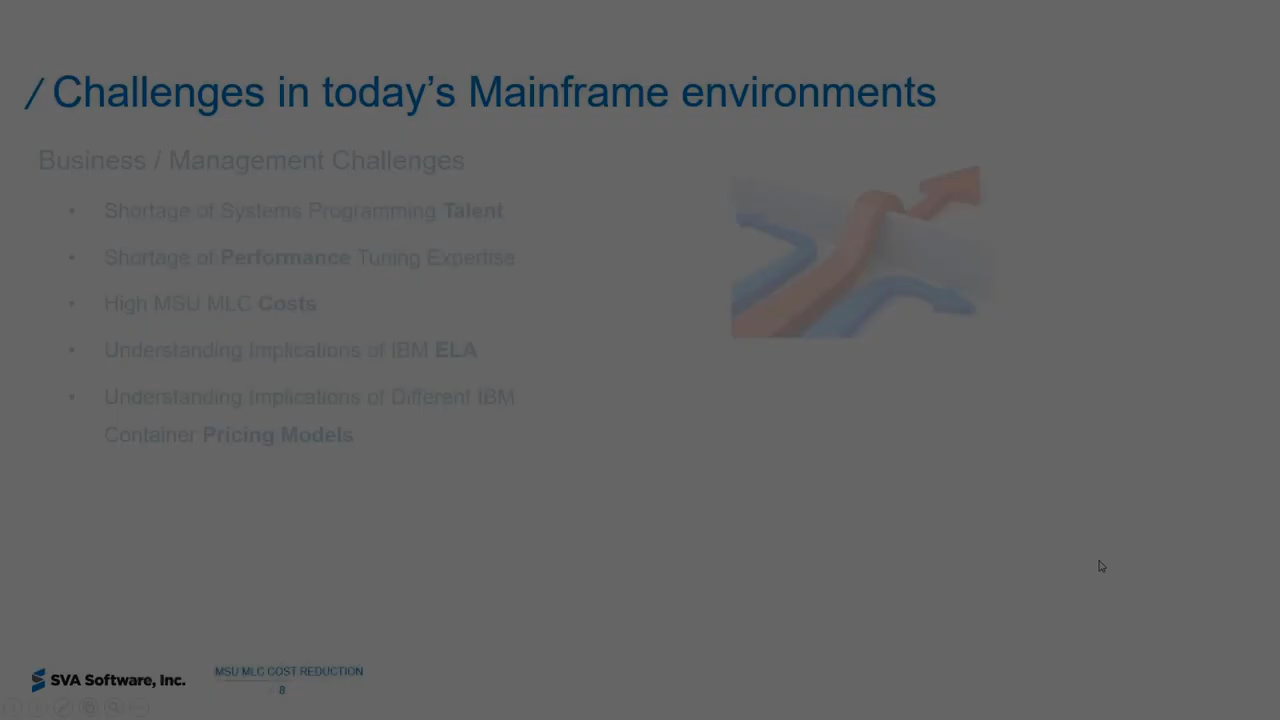 / Challenges in today's Mainframe environments
Business / Management Challenges
• Shortage of Systems Programming Talent
• Shortage of Performance Tuning Expertise
• High MSU MLC Costs
• Understanding Implications of IBM ELA
• Understanding Implications of Different IBM
Container Pricing Models
SVA Software, Inc.
MSU MLC COST REDUCTION
/ 8